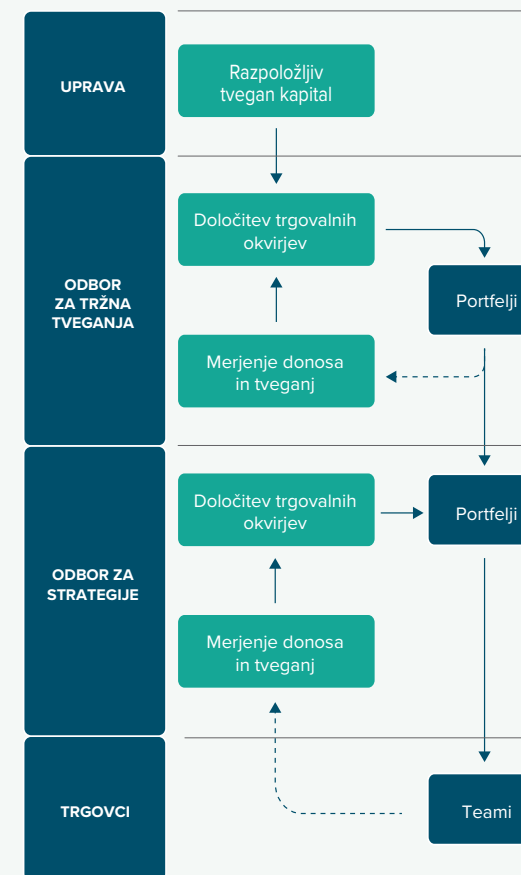 UPRAVA
Razpoložljiv
tvegan kapital
ODBOR
ZA TRŽNA
TVEGANJA
Določitev trgovalnih
okvirjev
Portfelji
Merjenje donosa
in tveganj
ODBOR ZA
STRATEGIJE
Določitev trgovalnih
okvirjev
Portfelji
Merjenje donosa
in tveganj
TRGOVCI
Teami